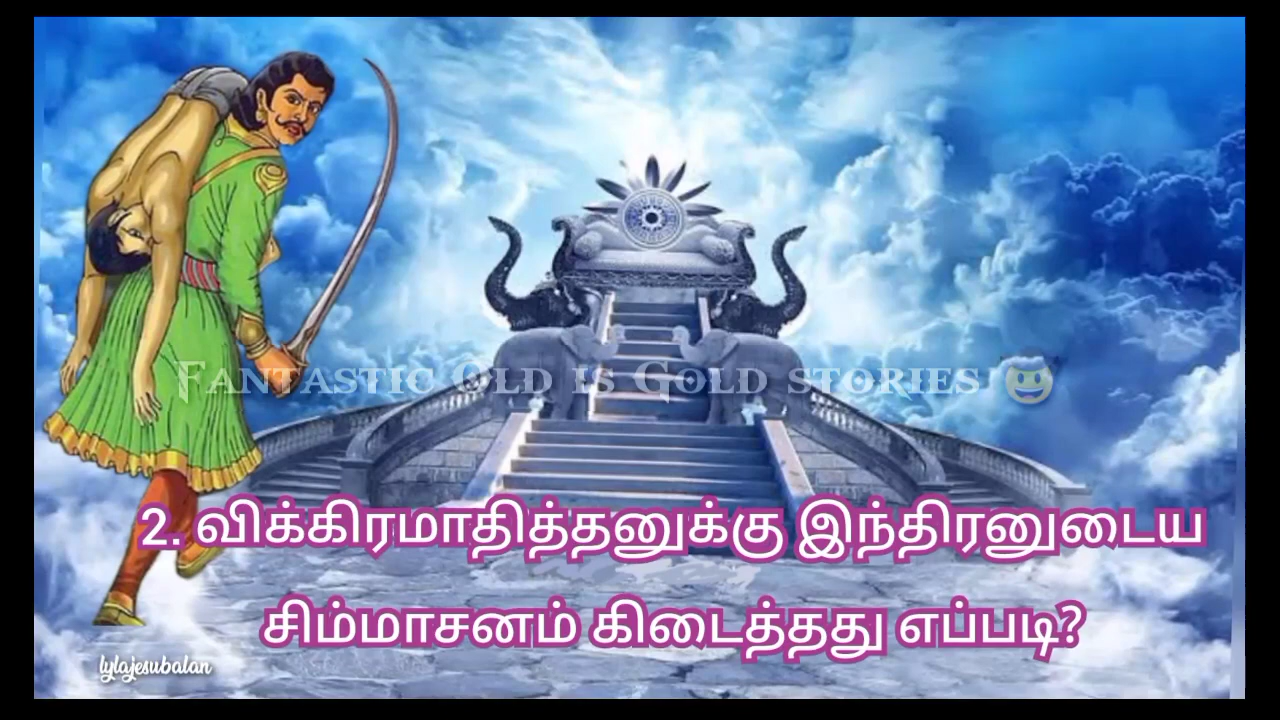 Fantastic Old is Gold stories 😃
2. விக்கிரமாதித்தனுக்கு இந்திரனுடைய
சிம்மாசனம் கிடைத்தது எப்படி?
lylajesubalan